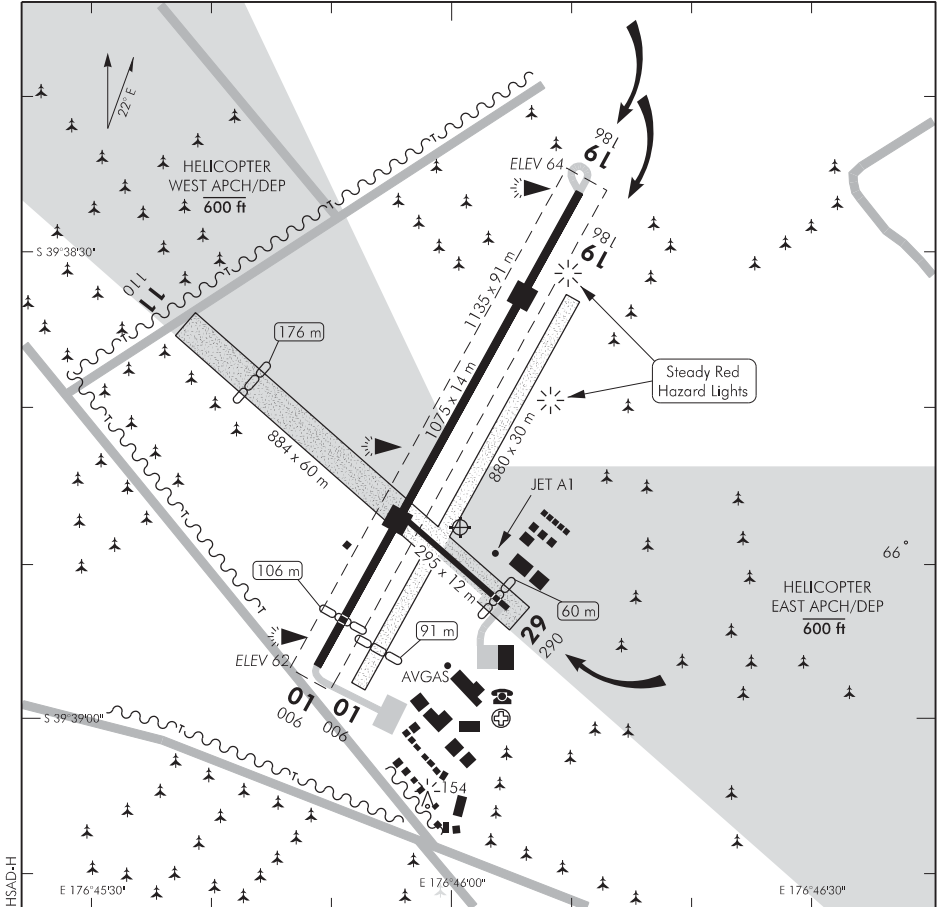 22° E
HELICOPTER
WEST APCH/DEP
600 ft
ELEV 64
19
186
19
186
S 39°38'30"
11
110
176 m
1135 x 91 m
1075 x 14 m
880 x 30 m
884 x 60 m
Steady Red
Hazard Lights
JET A1
66°
295 x 12 m
106 m
91 m
60 m
HELICOPTER
EAST APCH/DEP
600 ft
29
290
ELEV 62
AVGAS
01
006
01
006
S 39°39'00"
154
HSAD-H
E 176°45'30"
E 176°46'00"
E 176°46'30"
T
T
T
T
T
T